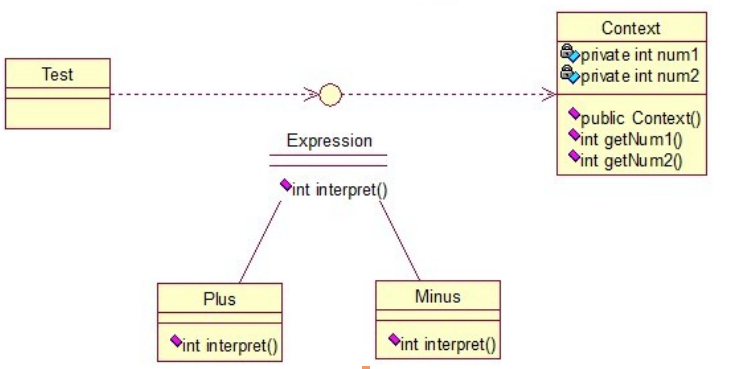 Test
Context
private int num1
private int num2
public Context()
int getNum1()
int getNum2()
Expression
int interpret()
Plus
int interpret()
Minus
int interpret()